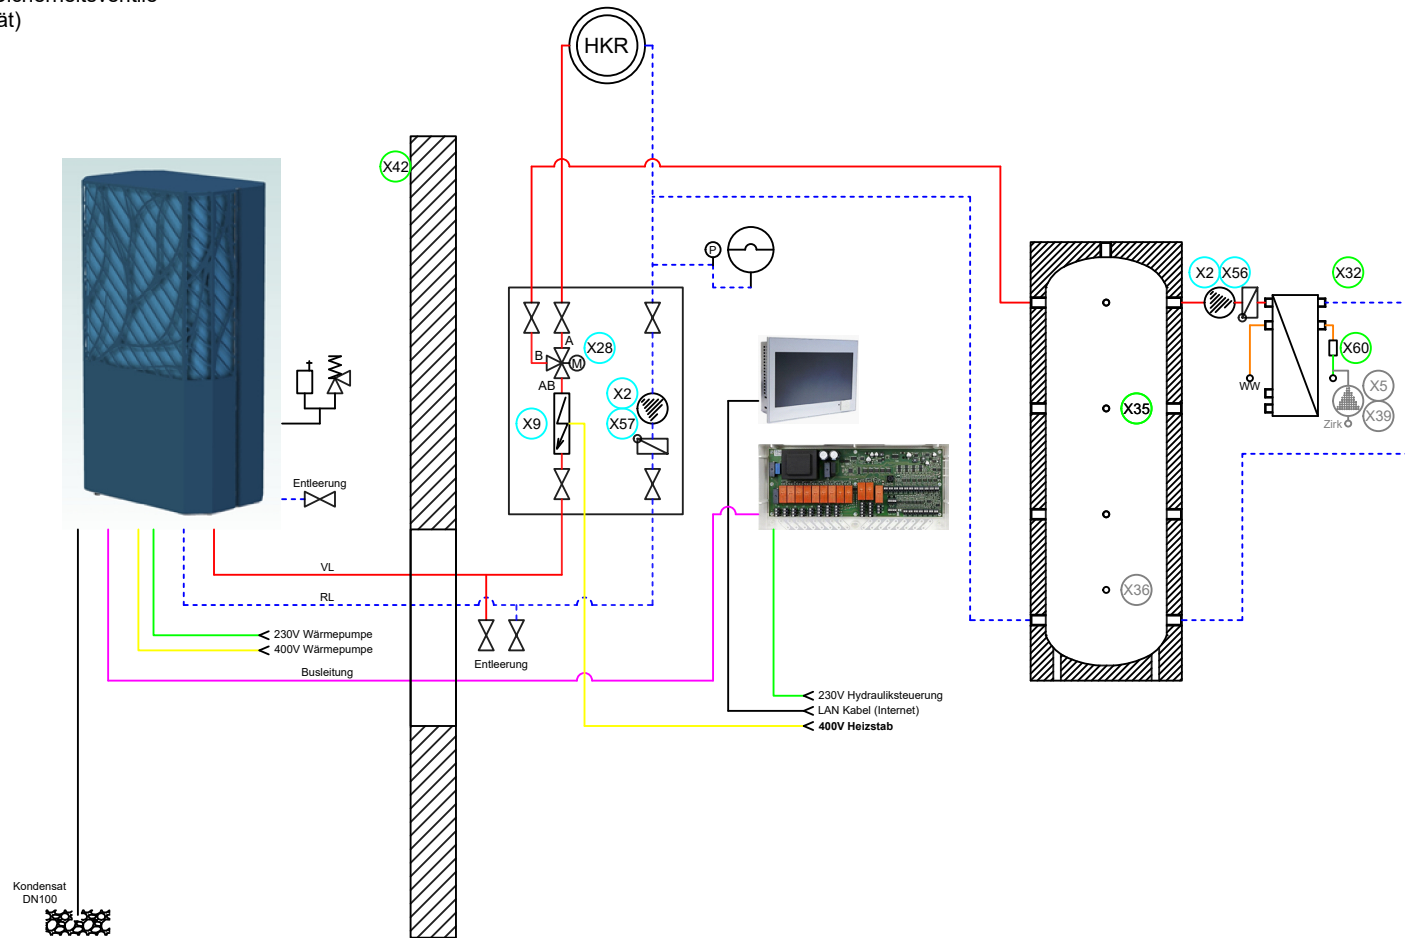 ät)
HKR
X42
P
X2
X56
X32
A
X28
B
M
AB
X60
X2
X5
WW
X9
X57
X35
X39
Zirk
Entleerung
VL
X36
RL
230V Wärmepumpe
400V Wärmepumpe
Entleerung
Busleitung
230V Hydrauliksteuerung
LAN Kabel (Internet)
400V Heizstab
Kondensat
DN100